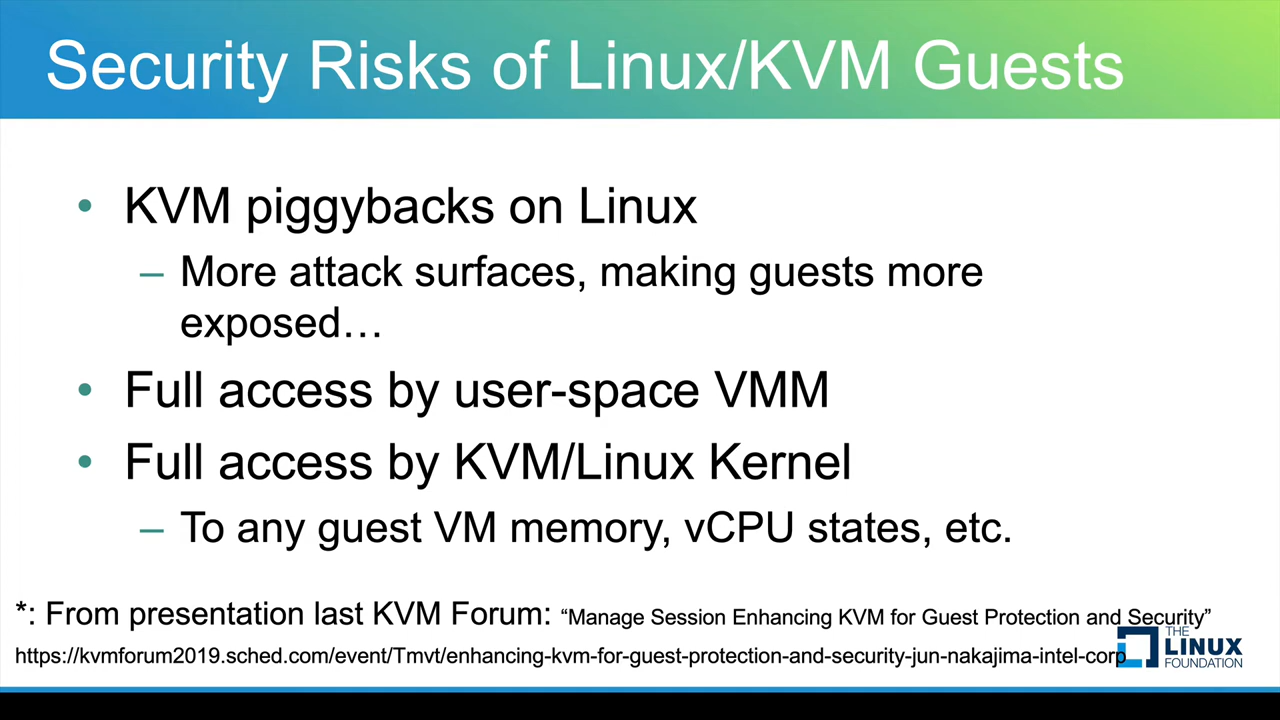 Security Risks of Linux/KVM Guests
• KVM piggybacks on Linux
– More attack surfaces, making guests more
exposed…
• Full access by user-space VMM
• Full access by KVM/Linux Kernel
– To any guest VM memory, vCPU states, etc.
*: From presentation last KVM Forum: “Manage Session Enhancing KVM for Guest Protection and Security”
https://kvmforum2019.sched.com/event/Tmvt/enhancing-kvm-for-guest-protection-and-security-jun-nakajima-intel-corp
THE
LINUX
FOUNDATION